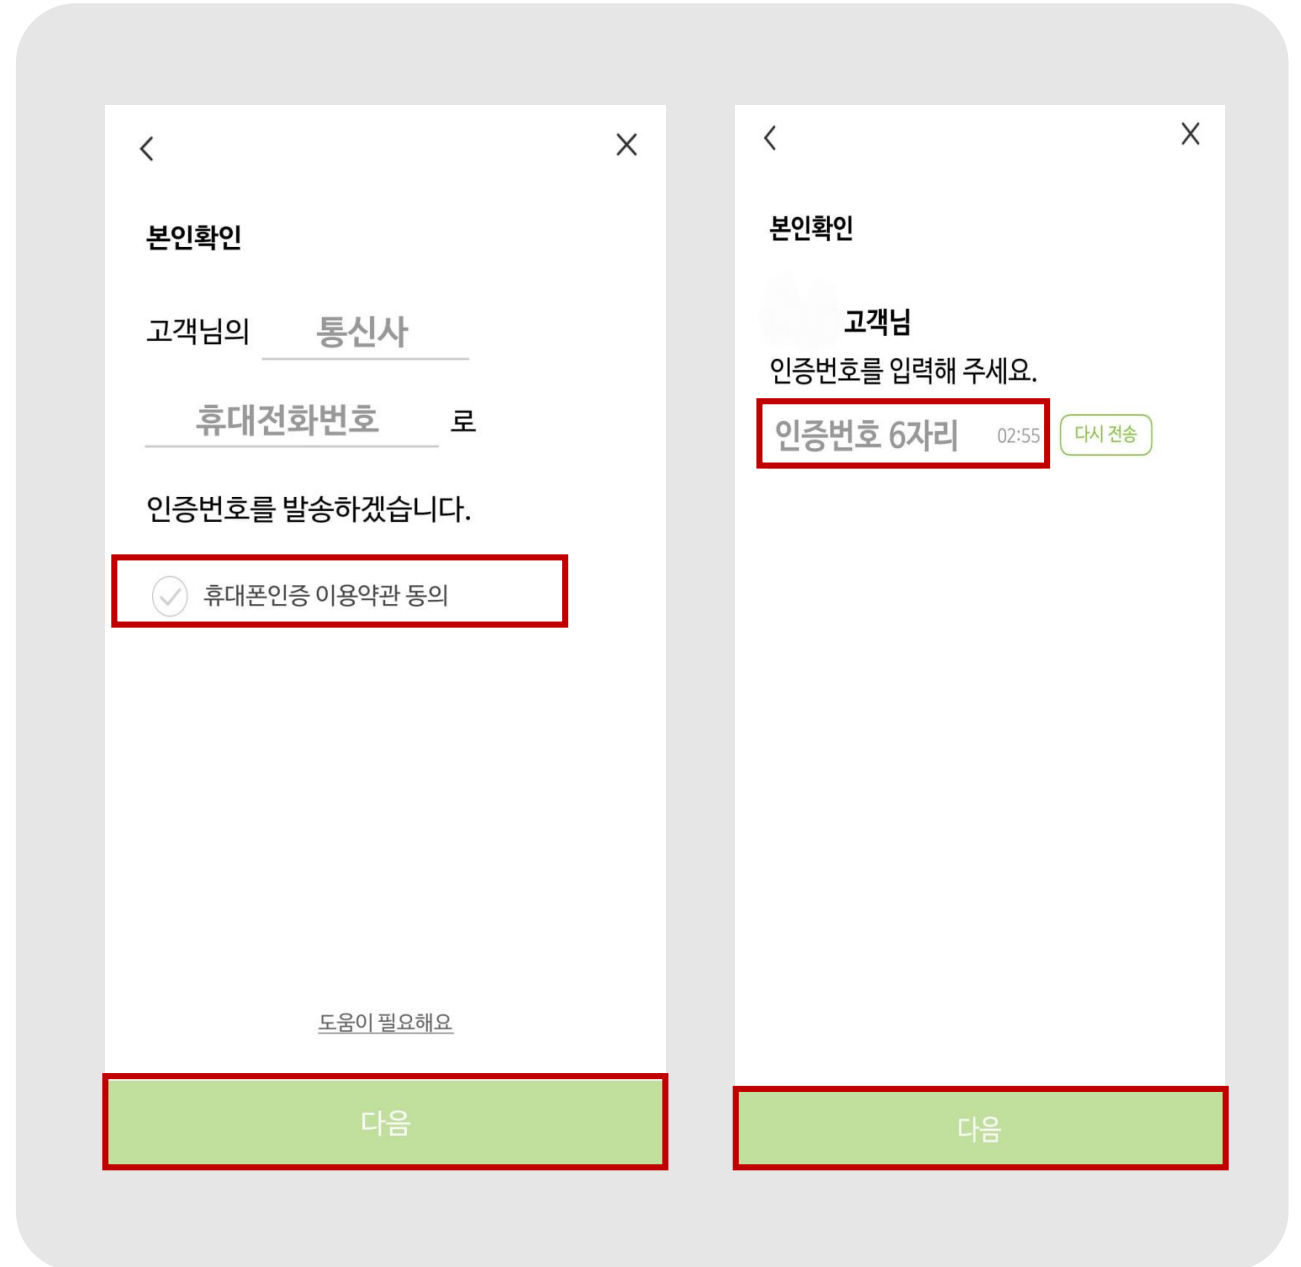 본인확인
고객님의 통신사
휴대전화번호 로
인증번호를 발송하겠습니다.
휴대폰인증 이용약관 동의
도움이 필요해요
다음
본인확인
고객님
인증번호를 입력해 주세요.
인증번호 6자리 02:55 다시 전송
다음